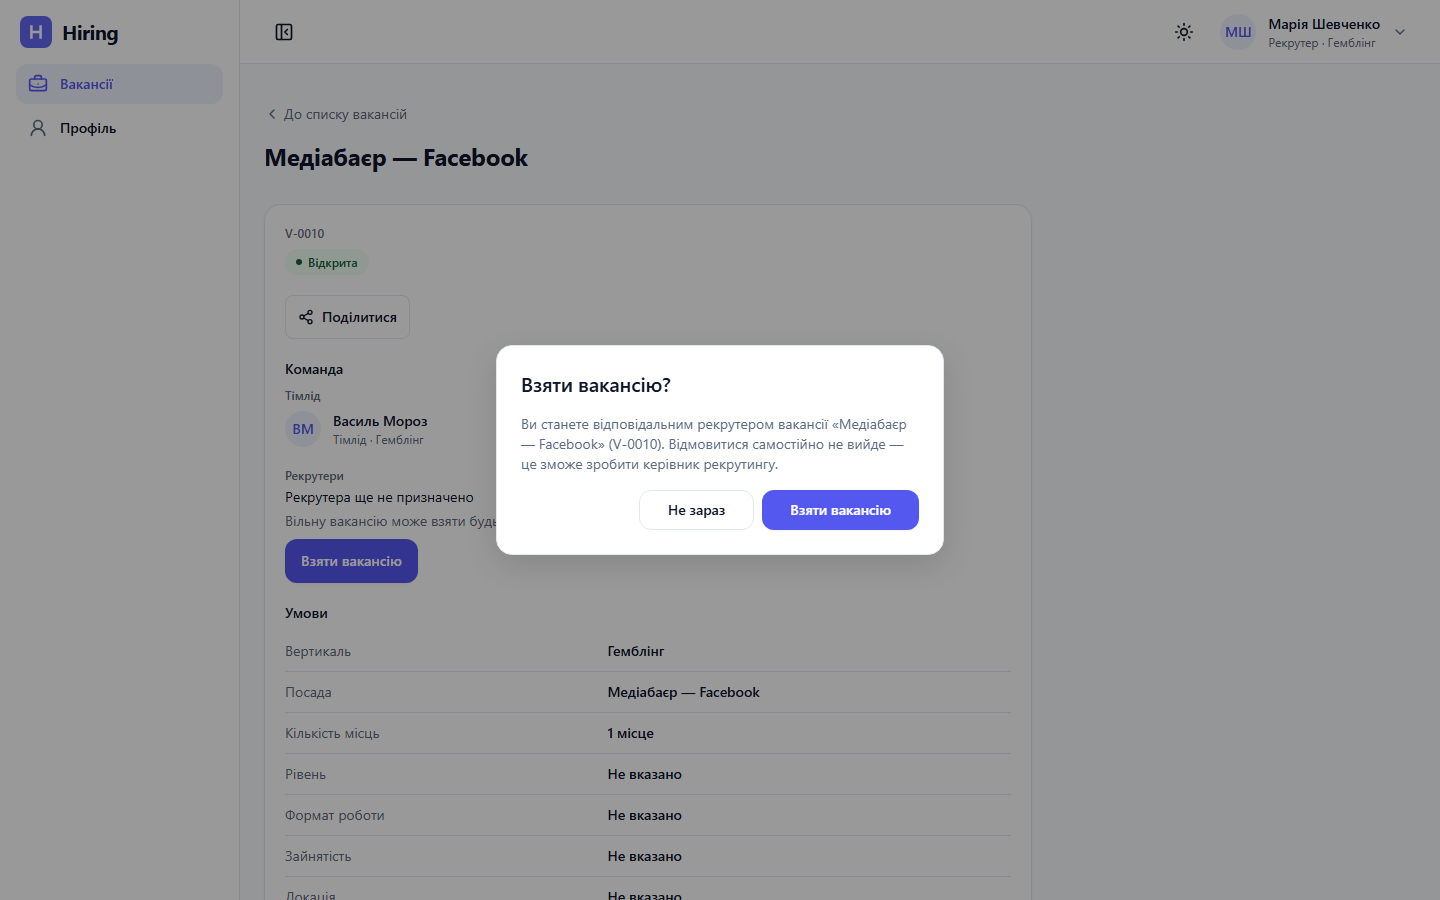 H Hiring
Вакансії
Профіль
МШ
Марія Шевченко
Рекрутер · Гемблінг
До списку вакансій
Медіабаєр — Facebook
V-0010
Відкрита
Поділитися
Команда
Тімлід
ВМ
Василь Мороз
Тімлід · Гемблінг
Рекрутери
Рекрутера ще не призначено
Вільну вакансію може взяти
Взяти вакансію
Взяти вакансію?
Ви станете відповідальним рекрутером вакансії «Медіабаєр
— Facebook» (V-0010). Відмовитися самостійно не вийде —
це зможе зробити керівник рекрутингу.
Не зараз
Взяти вакансію
Умови
Вертикаль Гемблінг
Посада Медіабаєр — Facebook
Кількість місць 1 місце
Рівень Не вказано
Формат роботи Не вказано
Зайнятість Не вказано
Локація Не вказано